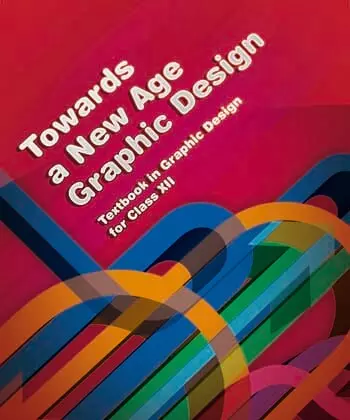 Towards
a New Age
Graphic Design
Textbook in Graphic Design
for Class XII